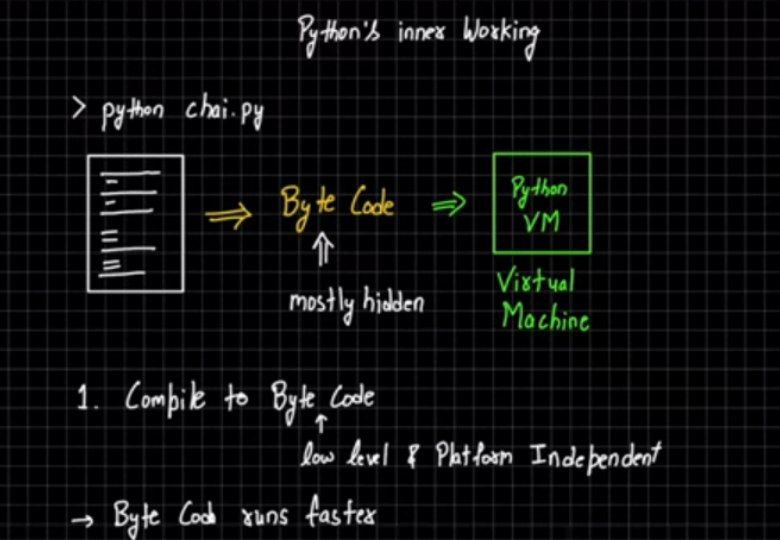 Python's inner Working
> python chai.py
⇒ Byte Code ⇒
Python
VM
mostly hidden
Virtual
Machine
1. Compile to Byte Code
low level & Platform Independent
→ Byte Code runs faster